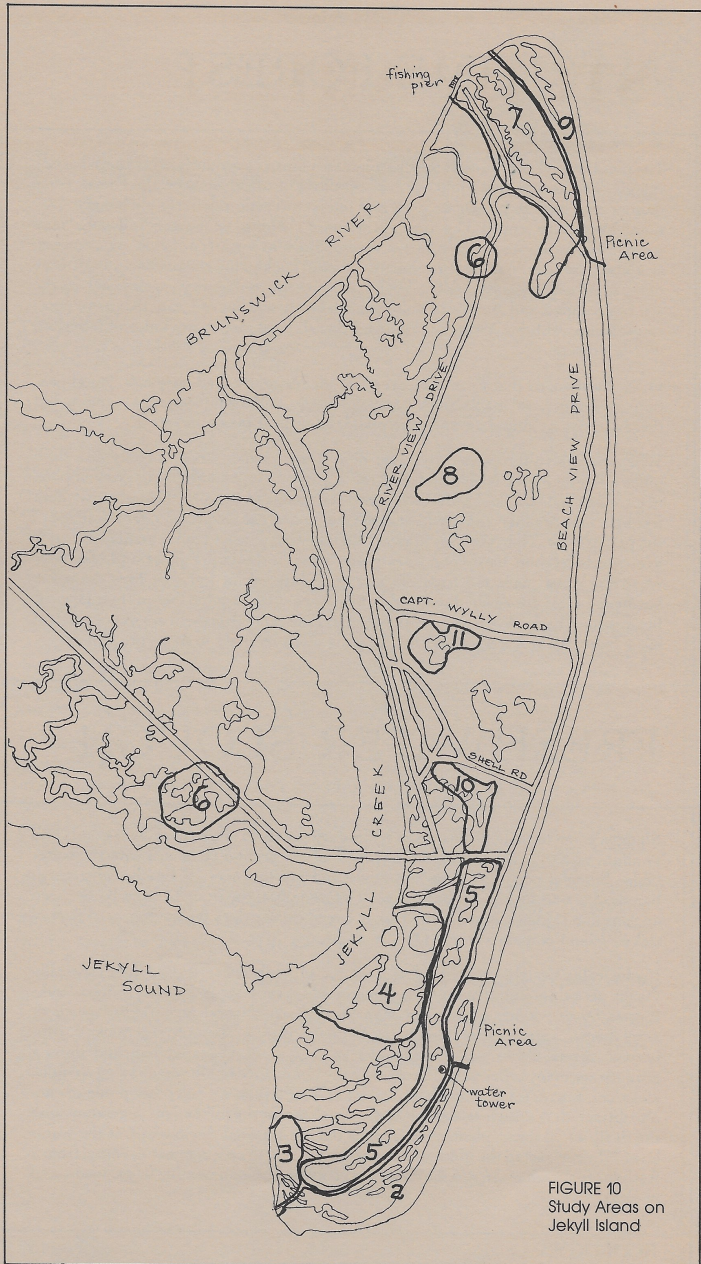 fishing
pier
7
9
BRUNSWICK RIVER
6
Picnic
Area
RIVER VIEW DRIVE
BEACH VIEW DRIVE
8
CAPT. WYLLY ROAD
11
SHELL RD
10
6
JEKYLL CREEK
5
JEKYLL
SOUND
4
1
Picnic
Area
water
tower
3
5
2
FIGURE 10
Study Areas on
Jekyll Island